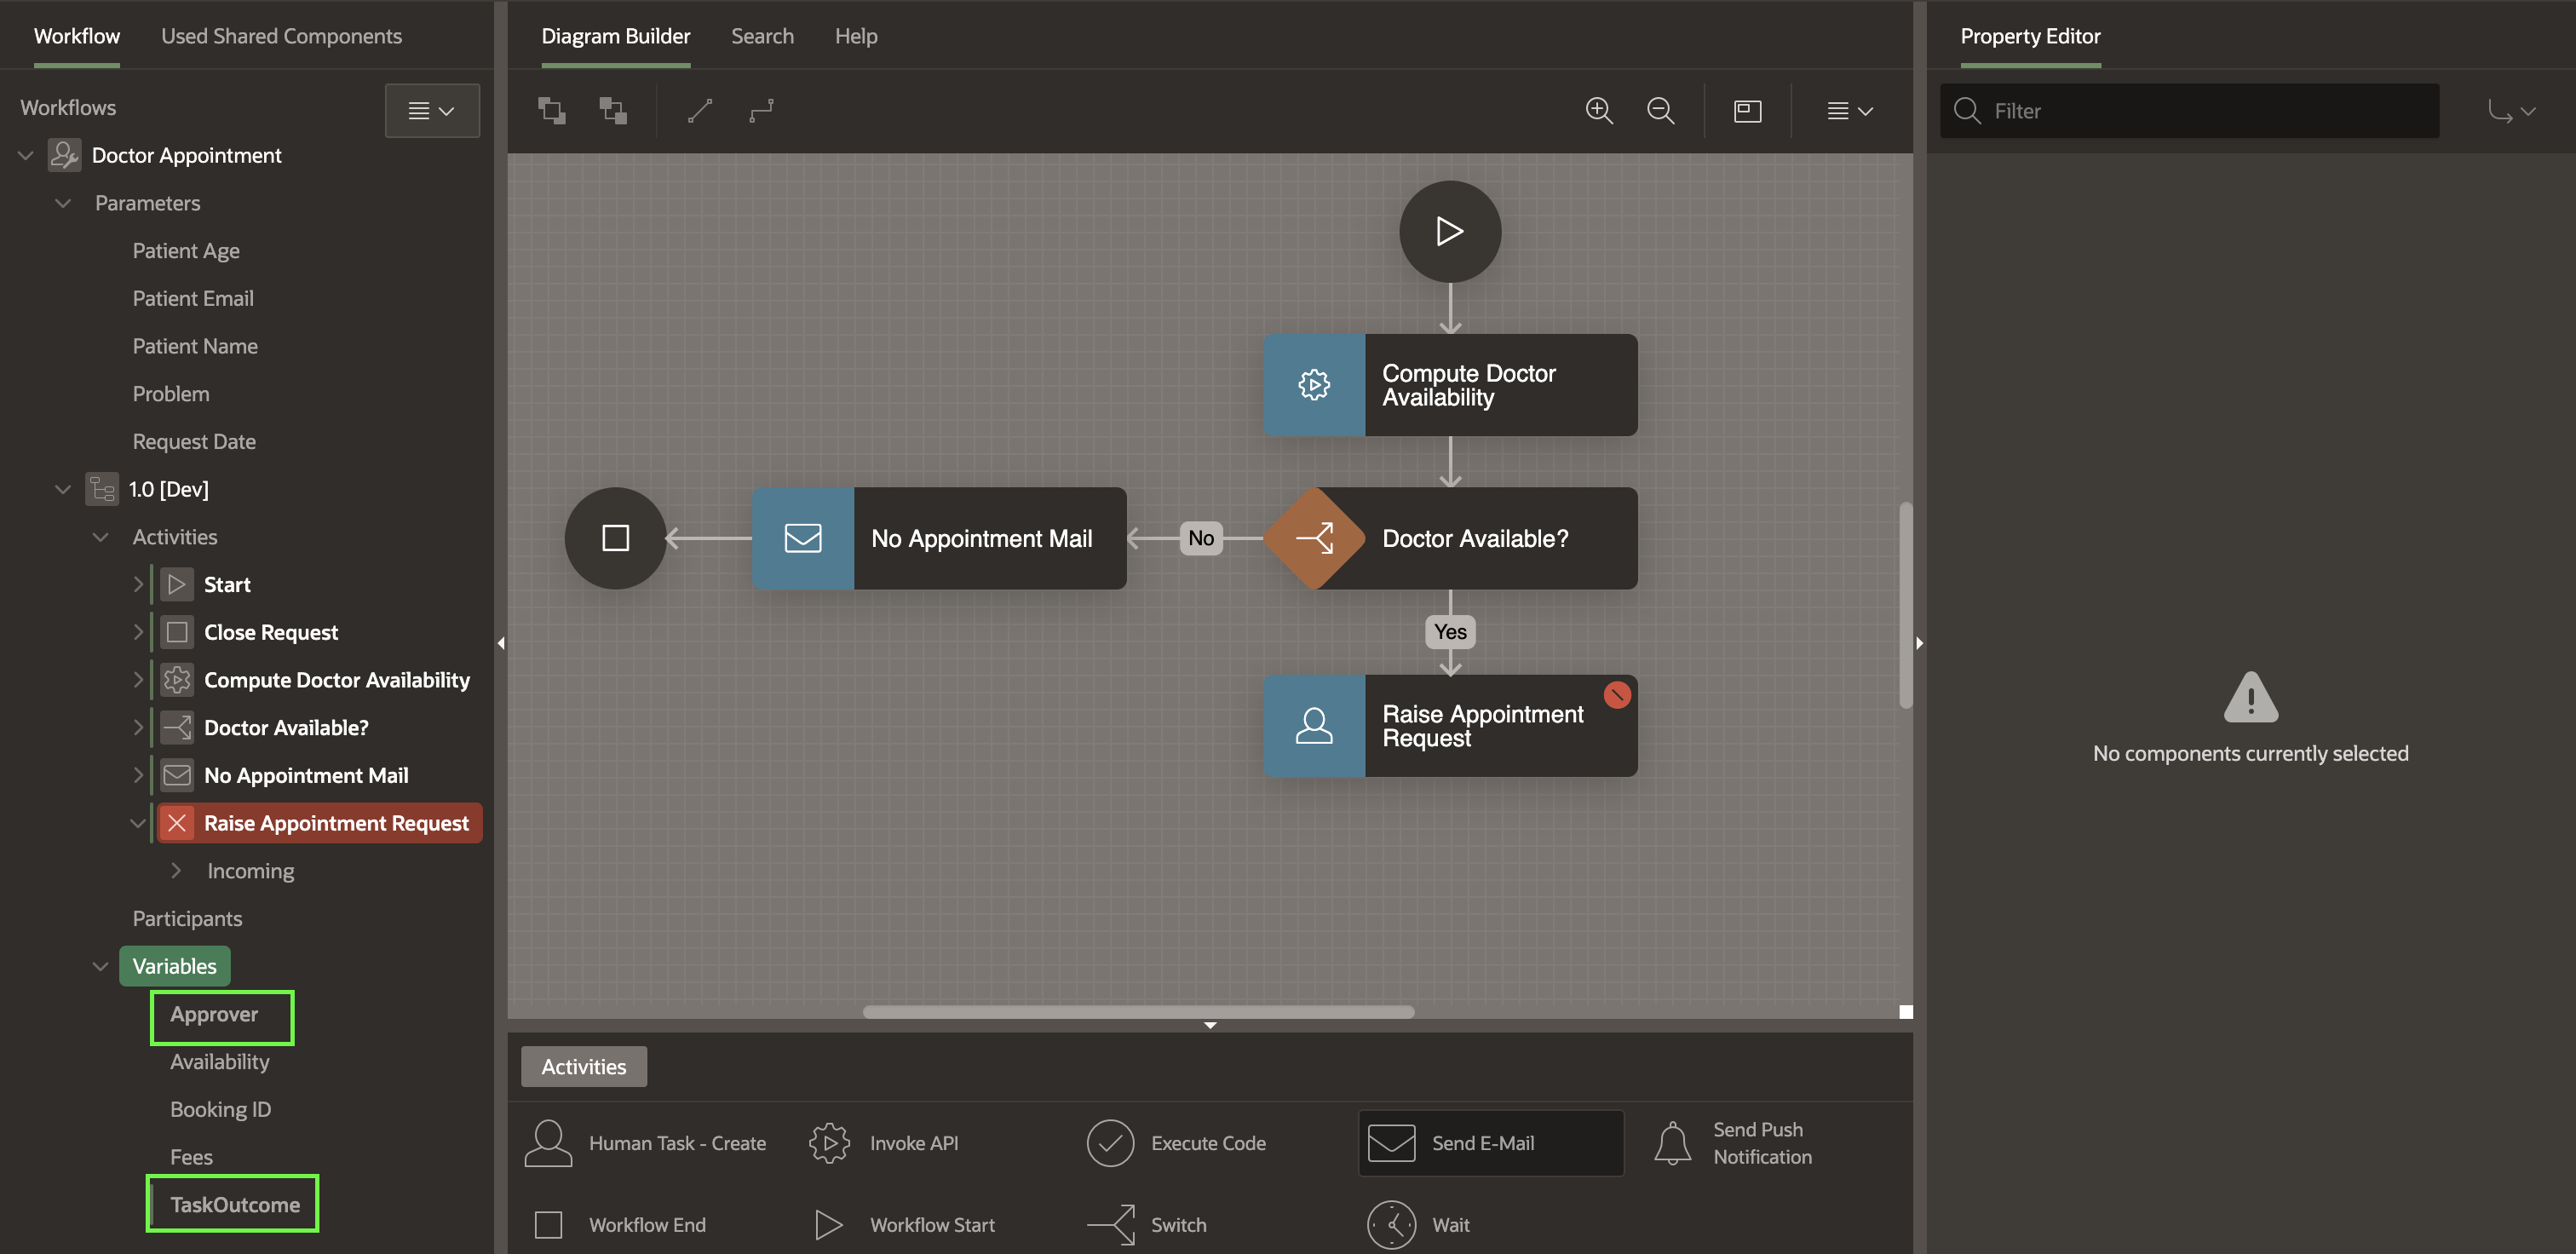 Workflow
Used Shared Components
Workflows
Doctor Appointment
Parameters
Patient Age
Patient Email
Patient Name
Problem
Request Date
1.0 [Dev]
Activities
Start
Close Request
Compute Doctor Availability
Doctor Available?
No Appointment Mail
Raise Appointment Request
Incoming
Participants
Variables
Approver
Availability
Booking ID
Fees
TaskOutcome
Diagram Builder
Search
Help
Compute Doctor
Availability
No Appointment Mail
No
Doctor Available?
Yes
Raise Appointment
Request
Activities
Human Task - Create
Invoke API
Execute Code
Send E-Mail
Send Push
Notification
Workflow End
Workflow Start
Switch
Wait
Property Editor
Filter
No components currently selected